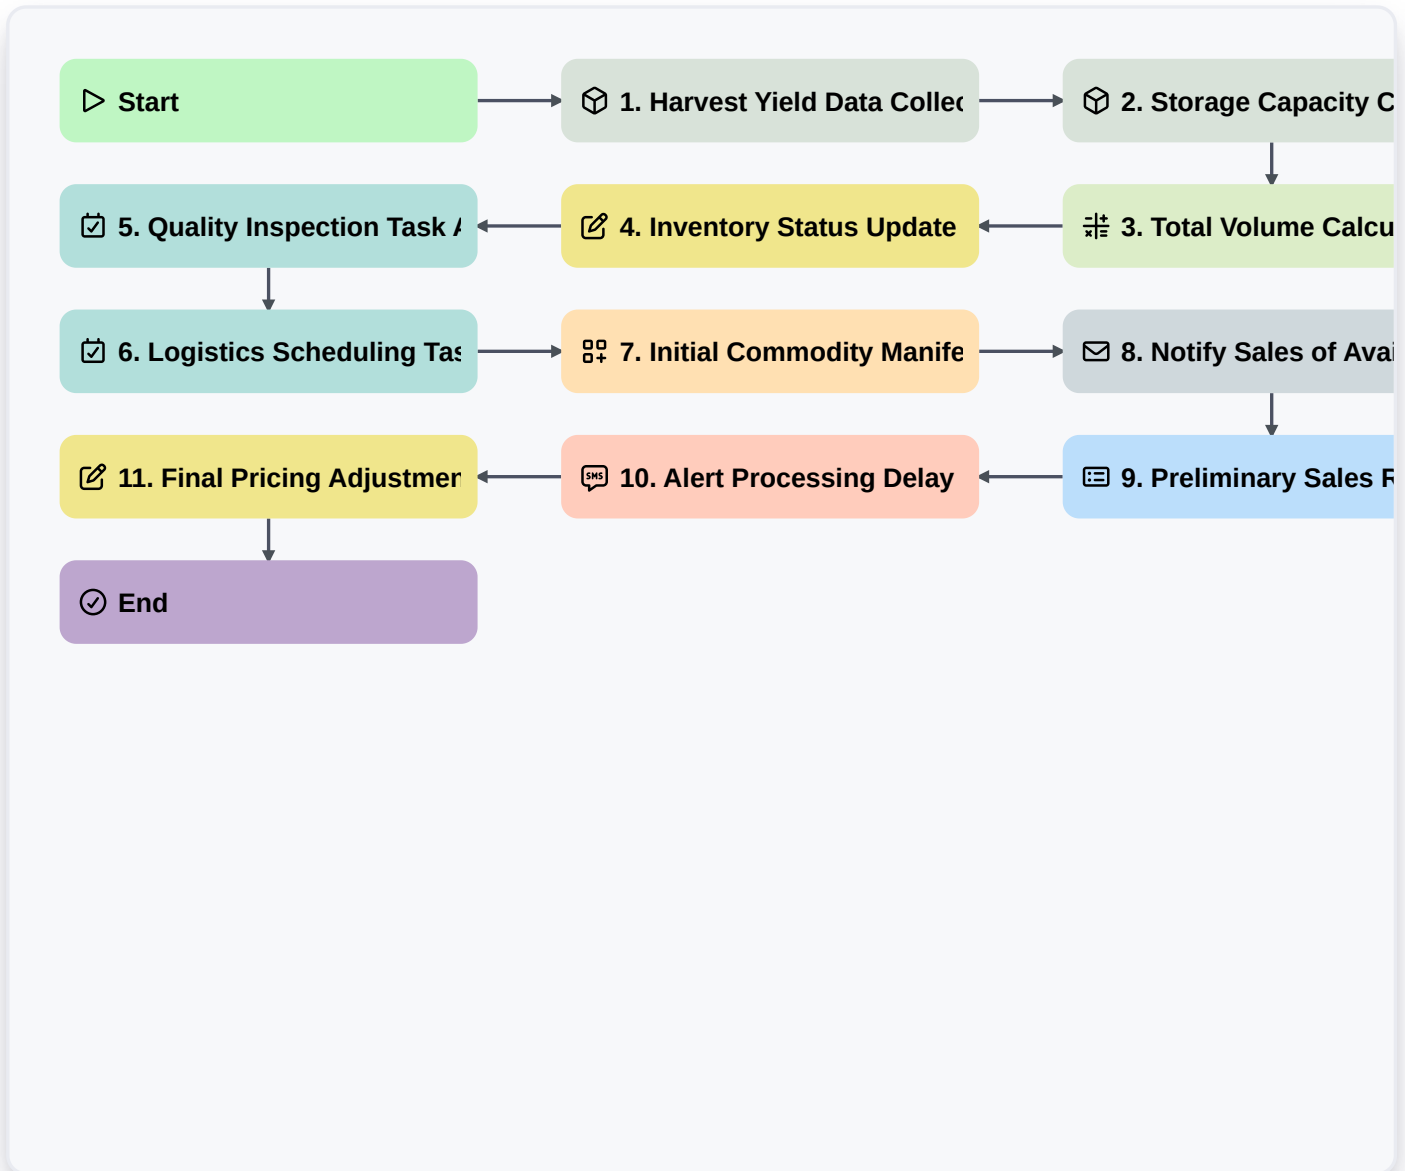 Start
1. Harvest Yield Data Collec
2. Storage Capacity C
5. Quality Inspection Task
4. Inventory Status Update
3. Total Volume Calcu
6. Logistics Scheduling Tas
7. Initial Commodity Manife
8. Notify Sales of Avai
11. Final Pricing Adjustmen
SMS
10. Alert Processing Delay
9. Preliminary Sales R
End